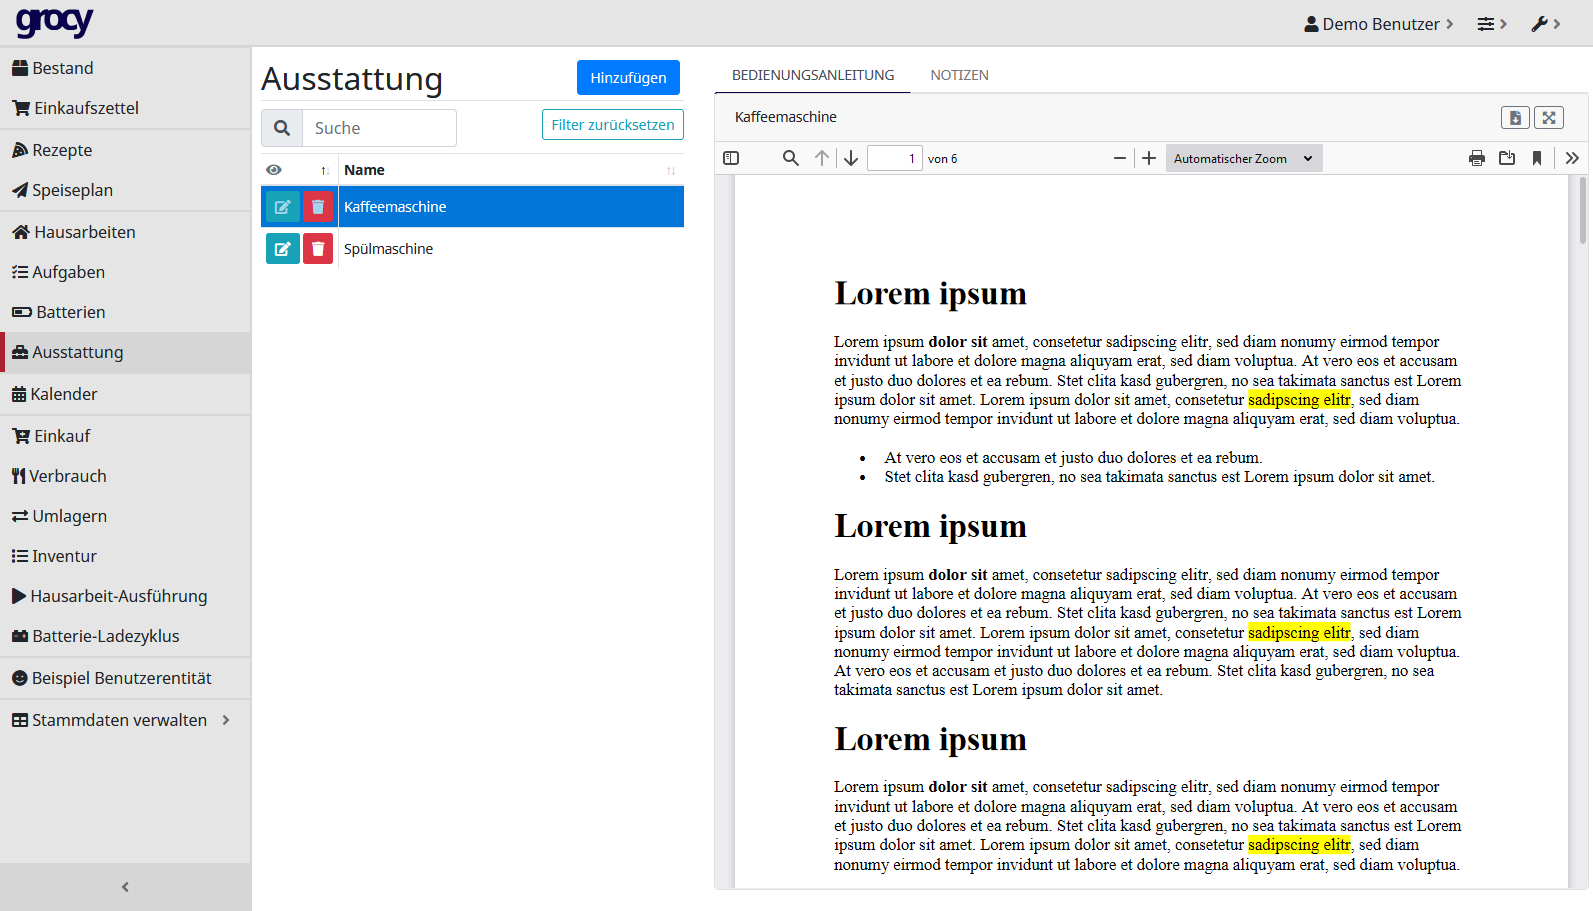 grocy
Demo Benutzer
Bestand
Einkaufszettel
Rezepte
Speiseplan
Hausarbeiten
Aufgaben
Batterien
Ausstattung
Kalender
Einkauf
Verbrauch
Umlagern
Inventur
Hausarbeit-Ausführung
Batterie-Ladezyklus
Beispiel Benutzerentität
Stammdaten verwalten
Ausstattung
Hinzufügen
Suche
Filter zurücksetzen
Name
Kaffeemaschine
Spülmaschine
BEDIENUNGSANLEITUNG NOTIZEN
Kaffeemaschine
1 von 6 Automatischer Zoom
Lorem ipsum
Lorem ipsum dolor sit amet, consetetur sadipscing elitr, sed diam nonumy eirmod tempor
invidunt ut labore et dolore magna aliquyam erat, sed diam voluptua. At vero eos et accusam
et justo duo dolores et ea rebum. Stet clita kasd gubergren, no sea takimata sanctus est Lorem
ipsum dolor sit amet. Lorem ipsum dolor sit amet, consetetur sadipscing elitr, sed diam
nonumy eirmod tempor invidunt ut labore et dolore magna aliquyam erat, sed diam voluptua.
• At vero eos et accusam et justo duo dolores et ea rebum.
• Stet clita kasd gubergren, no sea takimata sanctus est Lorem ipsum dolor sit amet.
Lorem ipsum
Lorem ipsum dolor sit amet, consetetur sadipscing elitr, sed diam nonumy eirmod tempor
invidunt ut labore et dolore magna aliquyam erat, sed diam voluptua. At vero eos et accusam
et justo duo dolores et ea rebum. Stet clita kasd gubergren, no sea takimata sanctus est Lorem
ipsum dolor sit amet. Lorem ipsum dolor sit amet, consetetur sadipscing elitr, sed diam
nonumy eirmod tempor invidunt ut labore et dolore magna aliquyam erat, sed diam voluptua.
At vero eos et accusam et justo duo dolores et ea rebum. Stet clita kasd gubergren, no sea
takimata sanctus est Lorem ipsum dolor sit amet.
Lorem ipsum
Lorem ipsum dolor sit amet, consetetur sadipscing elitr, sed diam nonumy eirmod tempor
invidunt ut labore et dolore magna aliquyam erat, sed diam voluptua. At vero eos et accusam
et justo duo dolores et ea rebum. Stet clita kasd gubergren, no sea takimata sanctus est Lorem
ipsum dolor sit amet. Lorem ipsum dolor sit amet, consetetur sadipscing elitr, sed diam
nonumy eirmod tempor invidunt ut labore et dolore magna aliquyam erat, sed diam voluptua.